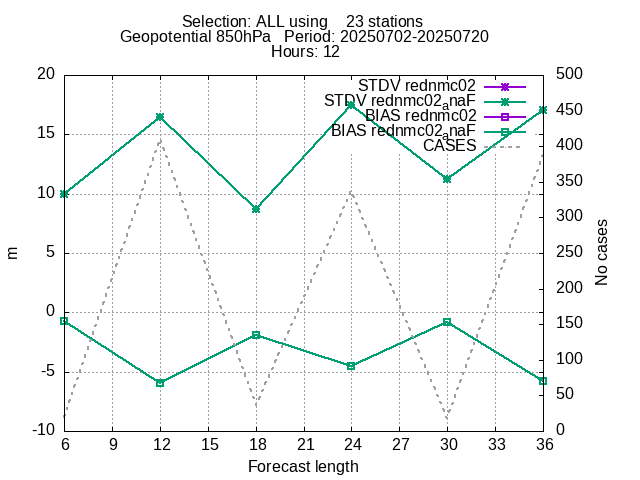 Selection: ALL using    23 stations
Geopotential 850hPa   Period: 20250702-20250720
Hours: 12
STDV rednmc02
STDV rednmc02anaF
BIAS rednmc02
BIAS rednmc02anaF
CASES
20
15
10
5
0
-5
-10
m
500
450
400
350
300
250
200
150
100
50
0
No cases
6 9 12 15 18 21 24 27 30 33 36
Forecast length